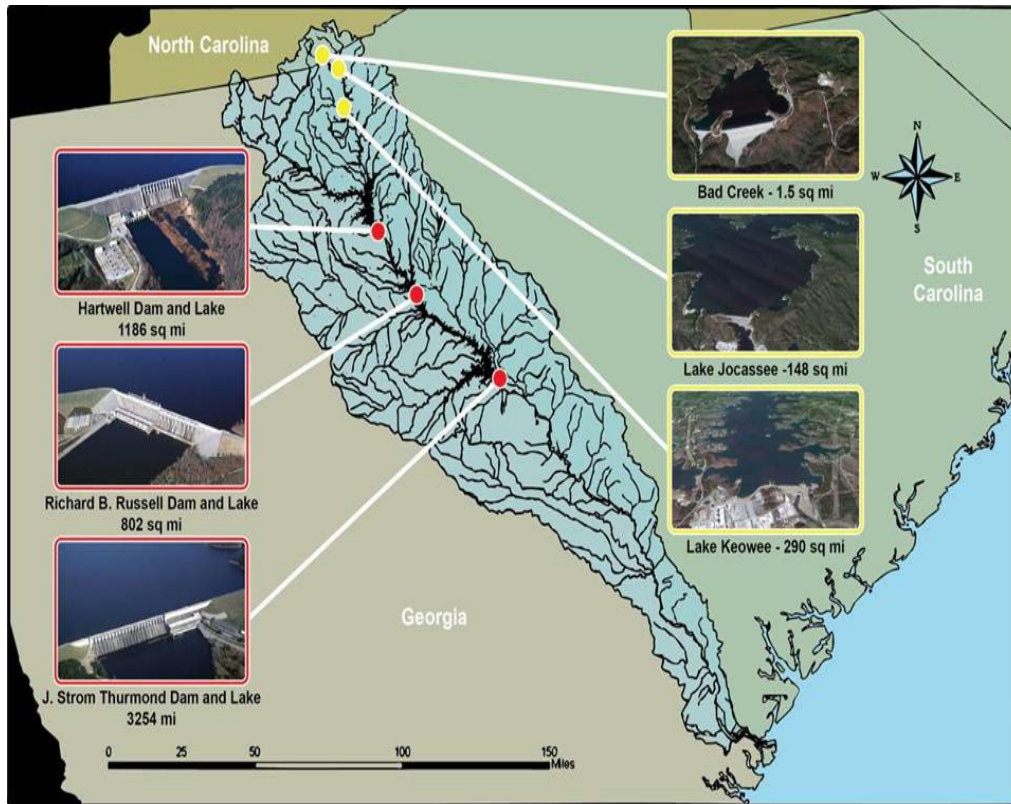 North Carolina
Hartwell Dam and Lake
1186 sq mi
Richard B. Russell Dam and Lake
802 sq mi
J. Strom Thurmond Dam and Lake
3254 mi
Bad Creek - 1.5 sq mi
N
W
E
S
Lake Jocassee -148 sq mi
South
Carolina
Lake Keowee - 290 sq mi
Georgia
0 25 50 100 150
Miles